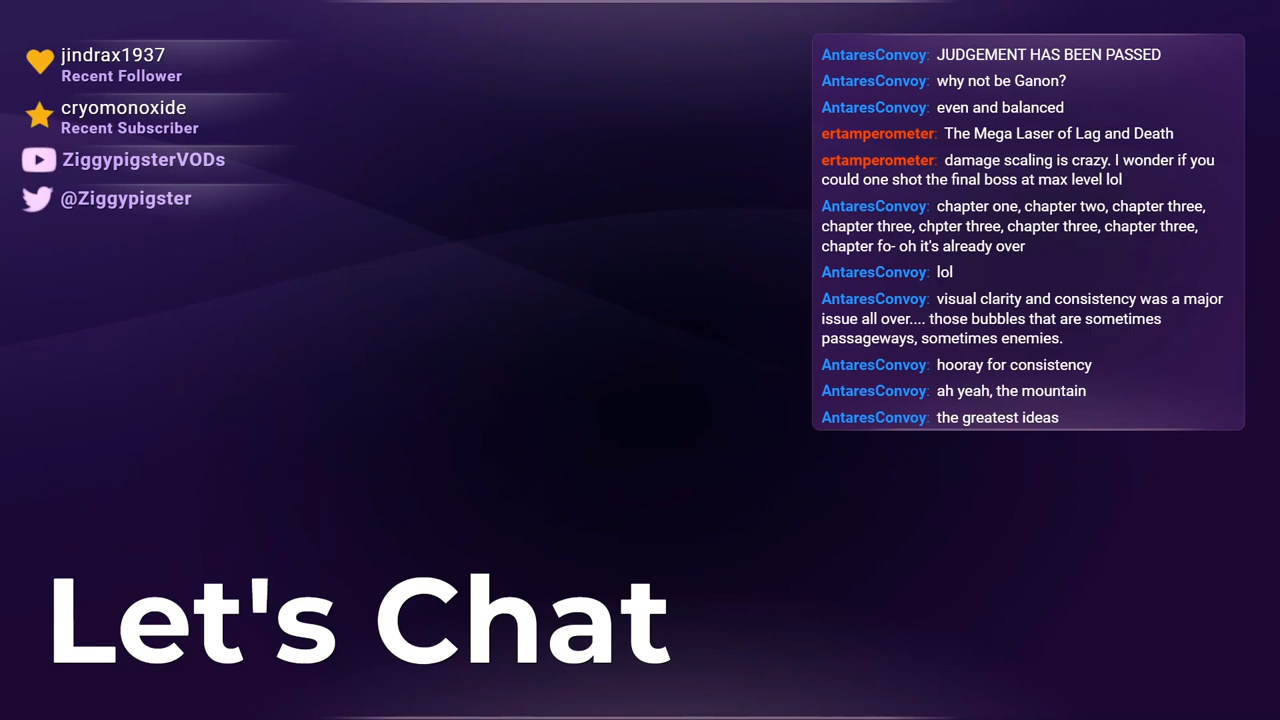 jindrax1937
Recent Follower
cryomonoxide
Recent Subscriber
ZiggypigsterVODs
@Ziggypigster
AntaresConvoy: JUDGEMENT HAS BEEN PASSED
AntaresConvoy: why not be Ganon?
AntaresConvoy: even and balanced
ertamperometer: The Mega Laser of Lag and Death
ertamperometer: damage scaling is crazy. I wonder if you
could one shot the final boss at max level lol
AntaresConvoy: chapter one, chapter two, chapter three,
chapter three, chpter three, chapter three, chapter three,
chapter fo- oh it's already over
AntaresConvoy: lol
AntaresConvoy: visual clarity and consistency was a major
issue all over.... those bubbles that are sometimes
passageways, sometimes enemies.
AntaresConvoy: hooray for consistency
AntaresConvoy: ah yeah, the mountain
AntaresConvoy: the greatest ideas
Let's Chat